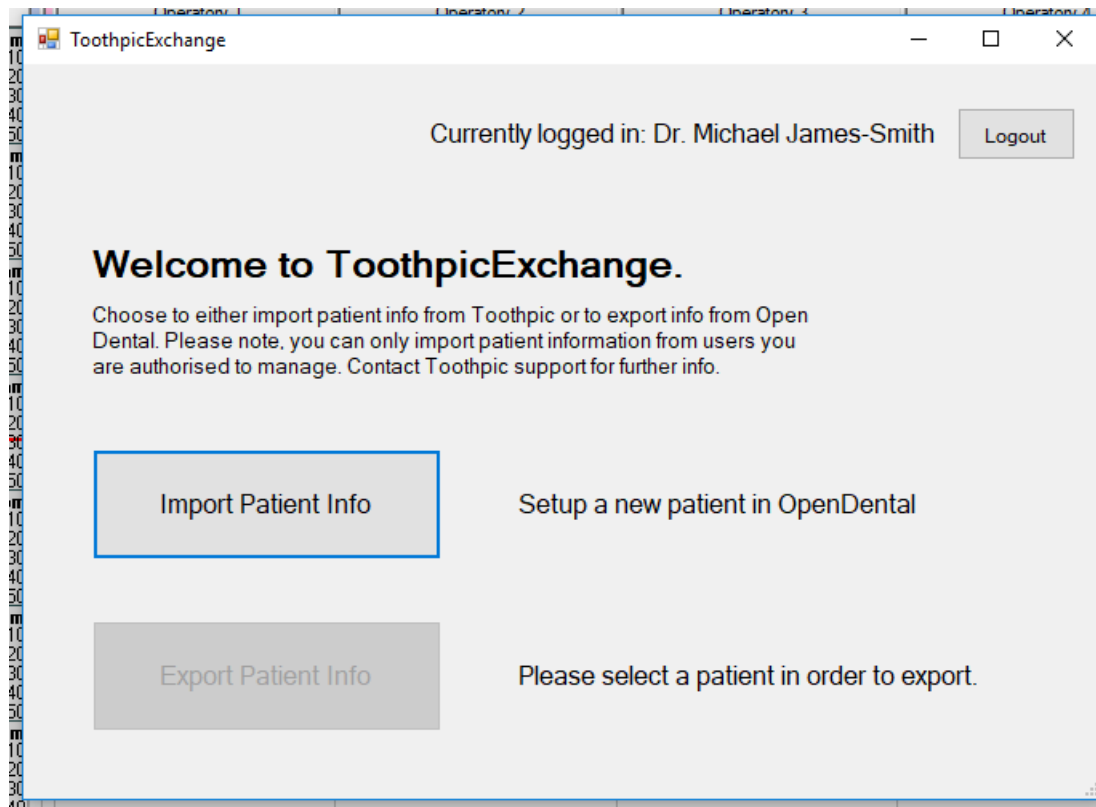 Operatory 1 Operatory 2 Operatory 3 Operatory 4
ToothpicExchange
Currently logged in: Dr. Michael James-Smith
Logout
Welcome to ToothpicExchange.
Choose to either import patient info from Toothpic or to export info from Open
Dental. Please note, you can only import patient information from users you
are authorised to manage. Contact Toothpic support for further info.
Import Patient Info
Setup a new patient in OpenDental
Export Patient Info
Please select a patient in order to export.